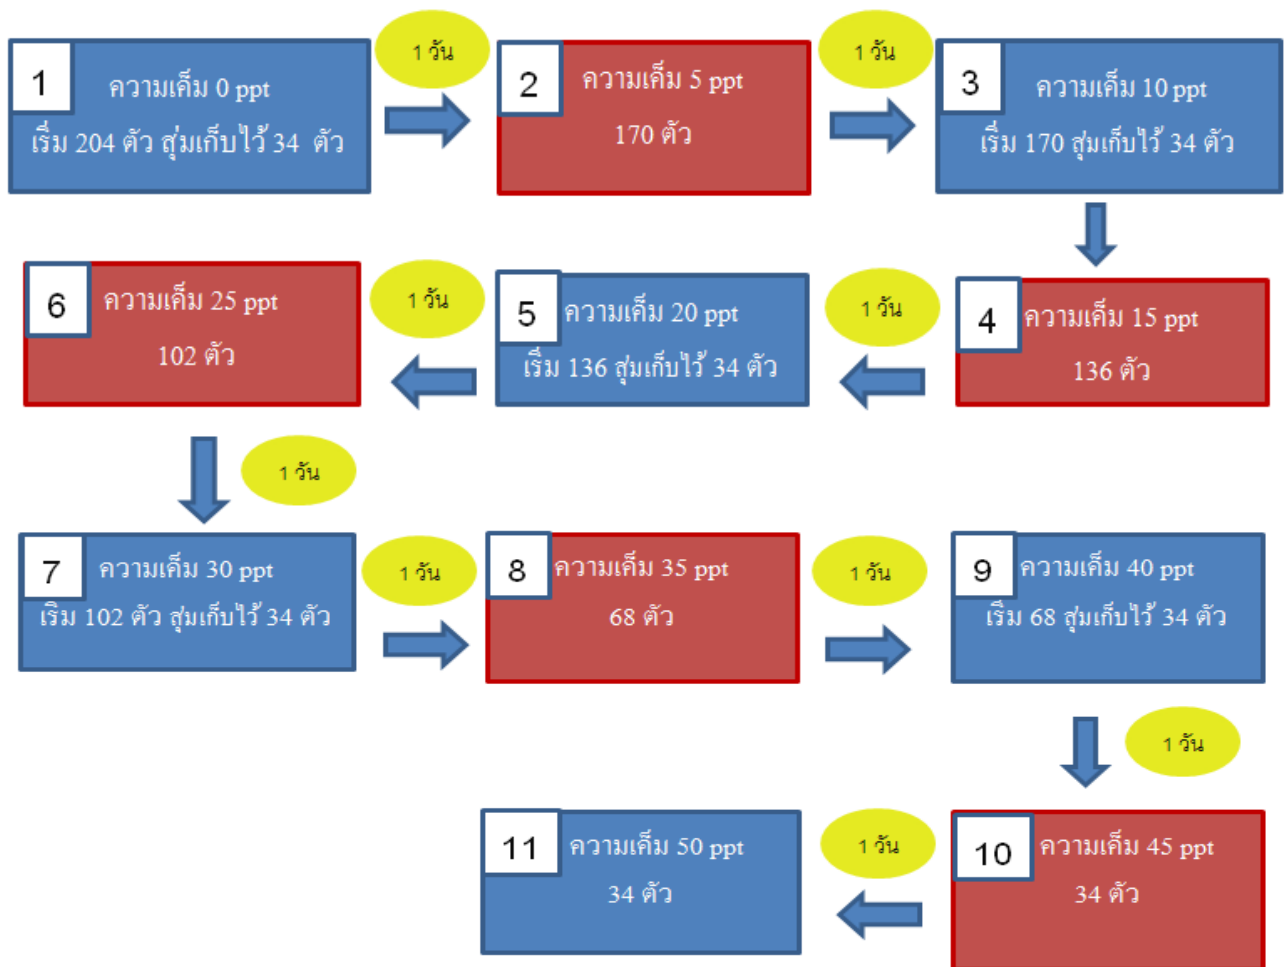 1
ความเค็ม 0 ppt
เริ่ม 204 ตัว สุ่มเก็บไว้ 34 ตัว
1 วัน
2
ความเค็ม 5 ppt
170 ตัว
1 วัน
3
ความเค็ม 10 ppt
เริ่ม 170 สุ่มเก็บไว้ 34 ตัว
4
ความเค็ม 15 ppt
136 ตัว
1 วัน
5
ความเค็ม 20 ppt
เริ่ม 136 สุ่มเก็บไว้ 34 ตัว
1 วัน
6
ความเค็ม 25 ppt
102 ตัว
1 วัน
7
ความเค็ม 30 ppt
เริ่ม 102 ตัว สุ่มเก็บไว้ 34 ตัว
1 วัน
8
ความเค็ม 35 ppt
68 ตัว
1 วัน
9
ความเค็ม 40 ppt
เริ่ม 68 สุ่มเก็บไว้ 34 ตัว
1 วัน
10
ความเค็ม 45 ppt
34 ตัว
1 วัน
11
ความเค็ม 50 ppt
34 ตัว